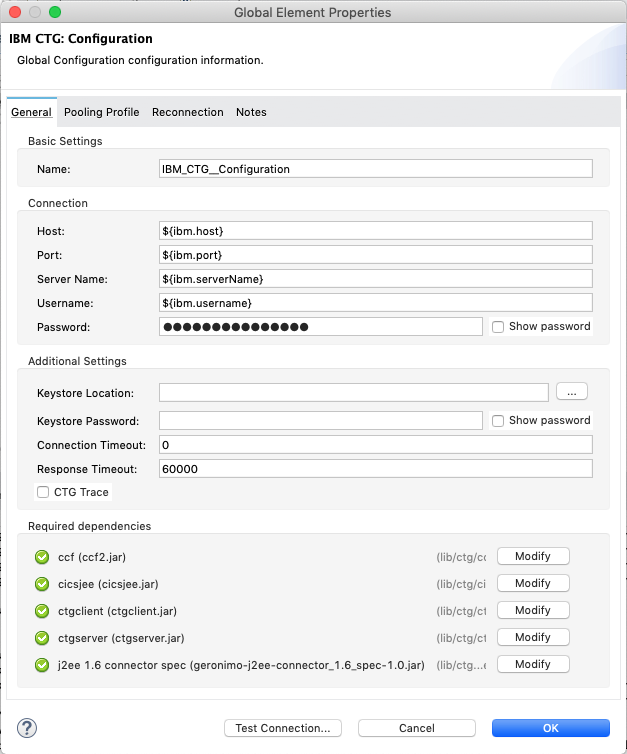 Global Element Properties
IBM CTG: Configuration
Global Configuration configuration information.
General Pooling Profile Reconnection Notes
Basic Settings
Name: IBM_CTG__Configuration
Connection
Host: ${ibm.host}
Port: ${ibm.port}
Server Name: ${ibm.serverName}
Username: ${ibm.username}
Password: ●●●●●●●●●●●●●●● Show password
Additional Settings
Keystore Location: ...
Keystore Password: Show password
Connection Timeout: 0
Response Timeout: 60000
CTG Trace
Required dependencies
ccf (ccf2.jar) (lib/ctg/cc Modify
cicsjee (cicsjee.jar) (lib/ctg/ci Modify
ctgclient (ctgclient.jar) (lib/ctg/ct Modify
ctgserver (ctgserver.jar) (lib/ctg/ct Modify
j2ee 1.6 connector spec (geronimo-j2ee-connector_1.6_spec-1.0.jar) (lib/ctg...e Modify
? Test Connection... Cancel OK